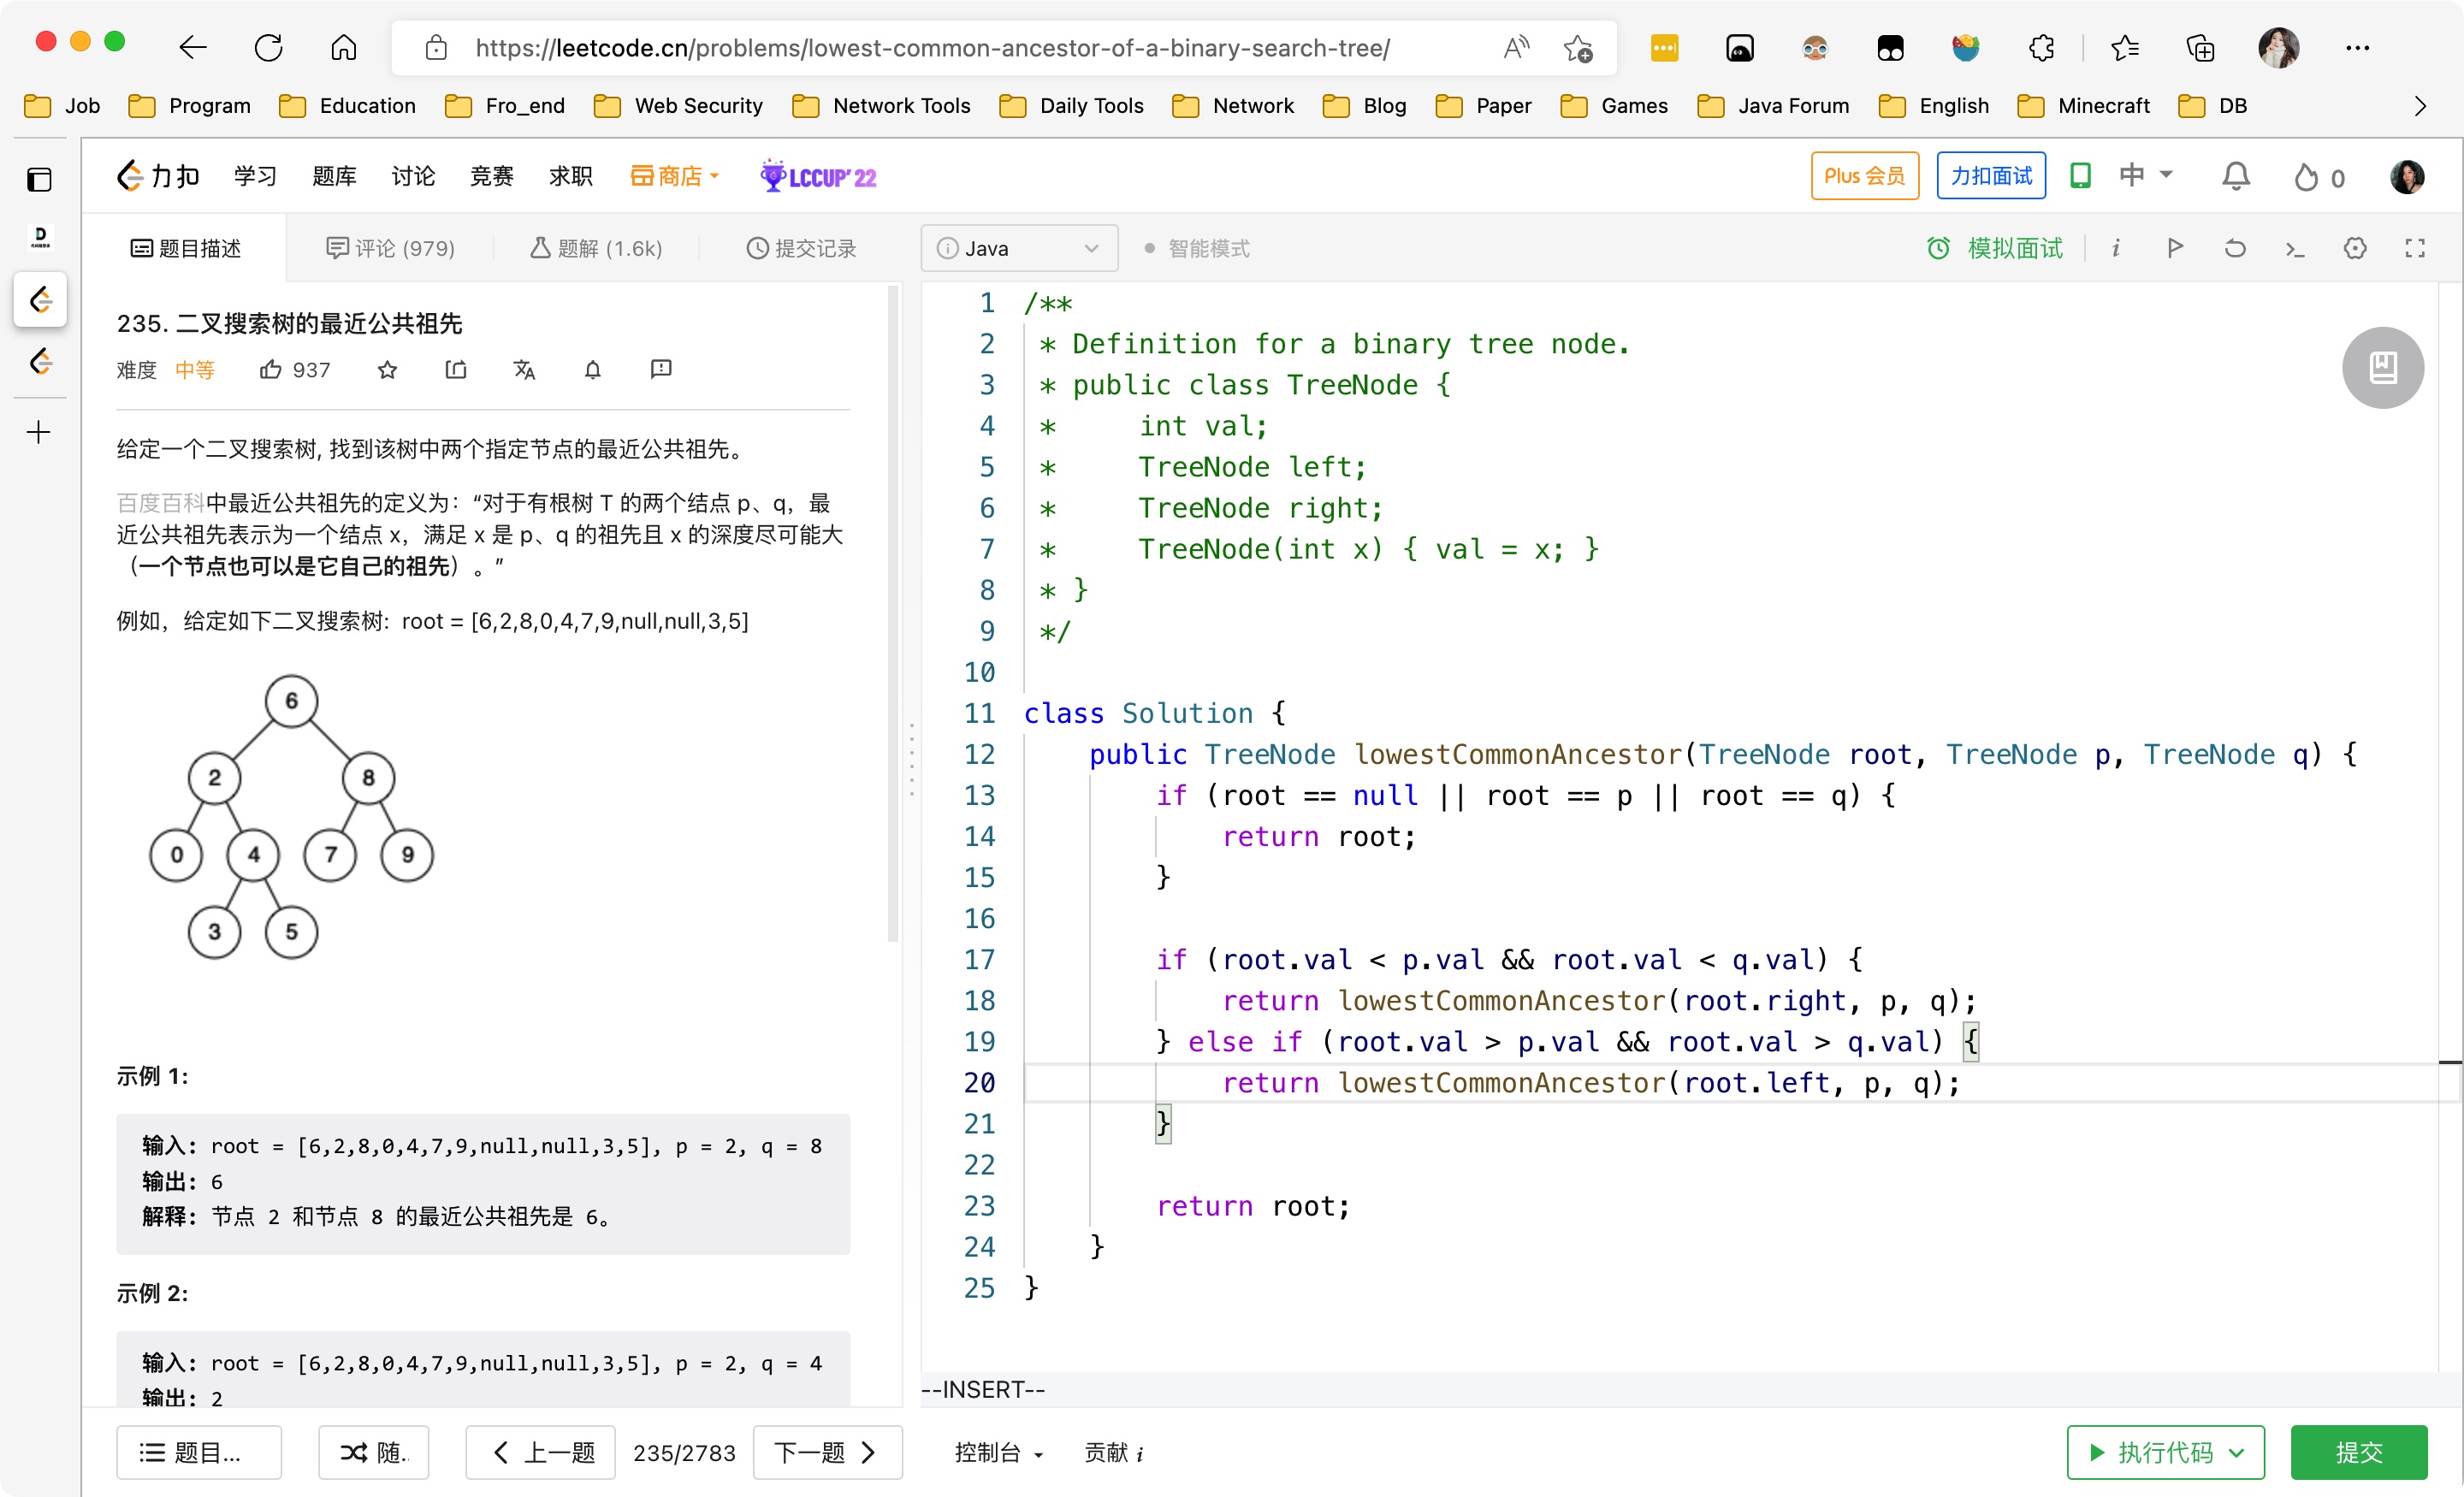 https://leetcode.cn/problems/lowest-common-ancestor-of-a-binary-search-tree/
Job Program Education Fro_end Web Security Network Tools Daily Tools Network Blog Paper Games Java Forum English Minecraft DB
力扣 学习 题库 讨论 竞赛 求职 商店 LCCUP'22 Plus 会员 力扣面试 中 0
题目描述 评论 (979) 题解 (1.6k) 提交记录 Java 智能模式 模拟面试
235. 二叉搜索树的最近公共祖先
难度 中等 937
给定一个二叉搜索树, 找到该树中两个指定节点的最近公共祖先。
百度百科中最近公共祖先的定义为：“对于有根树 T 的两个结点 p、q，最
近公共祖先表示为一个结点 x，满足 x 是 p、q 的祖先且 x 的深度尽可能大
（一个节点也可以是它自己的祖先）。”
例如，给定如下二叉搜索树:  root = [6,2,8,0,4,7,9,null,null,3,5]
6
2 8
0 4 7 9
3 5
示例 1:
输入: root = [6,2,8,0,4,7,9,null,null,3,5], p = 2, q = 8
输出: 6
解释: 节点 2 和节点 8 的最近公共祖先是 6。
示例 2:
输入: root = [6,2,8,0,4,7,9,null,null,3,5], p = 2, q = 4
输出: 2
1 /**
2  * Definition for a binary tree node.
3  * public class TreeNode {
4  *     int val;
5  *     TreeNode left;
6  *     TreeNode right;
7  *     TreeNode(int x) { val = x; }
8  * }
9  */
10
11 class Solution {
12     public TreeNode lowestCommonAncestor(TreeNode root, TreeNode p, TreeNode q) {
13         if (root == null || root == p || root == q) {
14             return root;
15         }
16
17         if (root.val < p.val && root.val < q.val) {
18             return lowestCommonAncestor(root.right, p, q);
19         } else if (root.val > p.val && root.val > q.val) {
20             return lowestCommonAncestor(root.left, p, q);
21         }
22
23         return root;
24     }
25 }
--INSERT--
题目... 随.. 上一题 235/2783 下一题 控制台 贡献 i 执行代码 提交